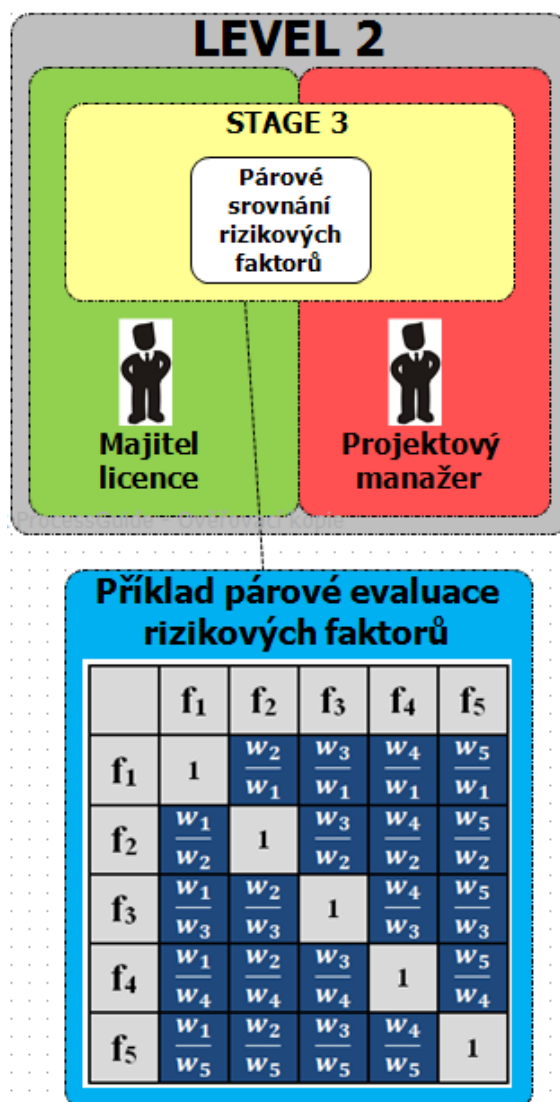 LEVEL 2
STAGE 3
Párové
srovnání
rizikových
faktorů
Majitel
licence
Projektový
manažer
ProcessGuide - Ověřovací kopie
Příklad párové evaluace
rizikových faktorů
f₁ f₂ f₃ f₄ f₅
f₁ 1 w₂/w₁ w₃/w₁ w₄/w₁ w₅/w₁
f₂ w₁/w₂ 1 w₃/w₂ w₄/w₂ w₅/w₂
f₃ w₁/w₃ w₂/w₃ 1 w₄/w₃ w₅/w₃
f₄ w₁/w₄ w₂/w₄ w₃/w₄ 1 w₅/w₄
f₅ w₁/w₅ w₂/w₅ w₃/w₅ w₄/w₅ 1